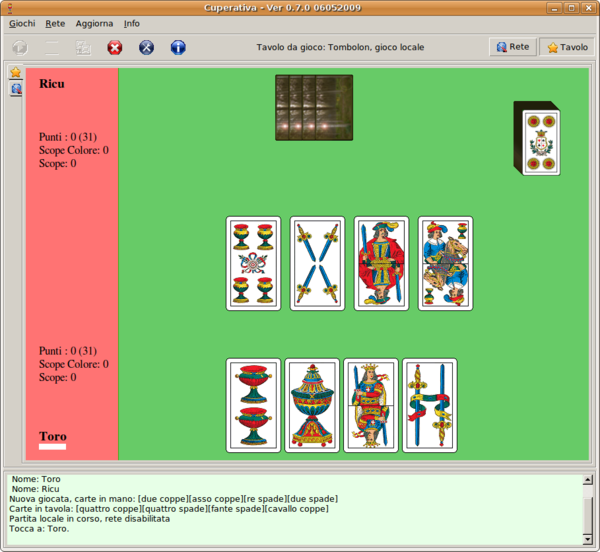 Cuperativa - Ver 0.7.0 06052009
Giochi Rete Aggiorna Info
Tavolo da gioco: Tombolon, gioco locale
Rete
Tavolo
Ricu
Punti : 0 (31)
Scope Colore: 0
Scope: 0
Punti : 0 (31)
Scope Colore: 0
Scope: 0
Toro
Nome: Toro
Nome: Ricu
Nuova giocata, carte in mano: [due coppe][asso coppe][re spade][due spade]
Carte in tavola: [quattro coppe][quattro spade][fante spade][cavallo coppe]
Partita locale in corso, rete disabilitata
Tocca a: Toro.